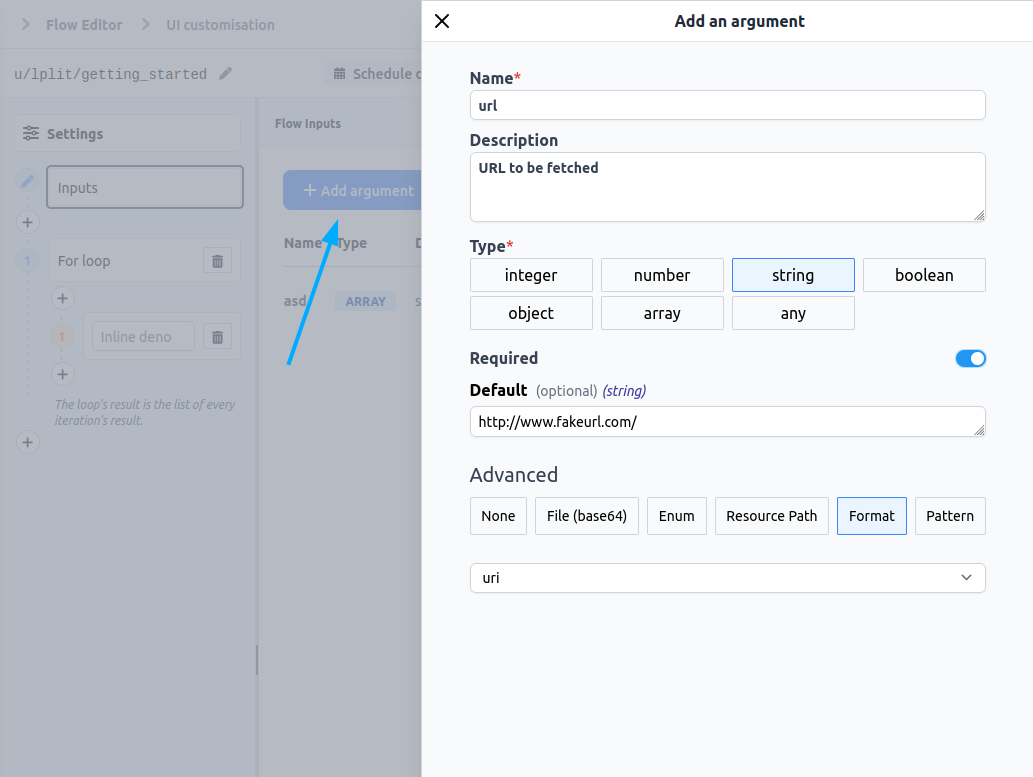 Flow Editor
UI customisation
u/lplit/getting_started
Schedule
Settings
Inputs
1
For loop
1
Inline deno
The loop's result is the list of every
iteration's result.
Flow Inputs
+ Add argument
Name Type D
asd ARRAY s
Add an argument
Name*
url
Description
URL to be fetched
Type*
integer number string boolean
object array any
Required
Default (optional) (string)
http://www.fakeurl.com/
Advanced
None File (base64) Enum Resource Path Format Pattern
uri